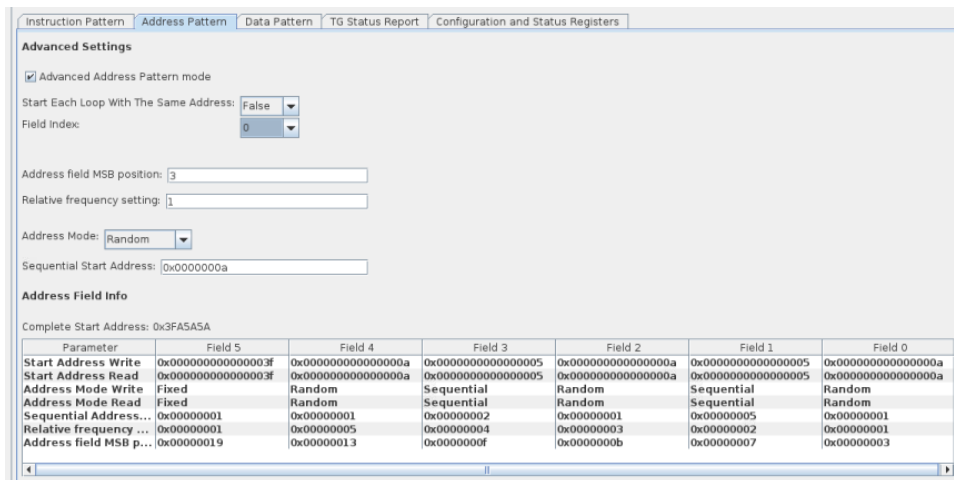 Instruction Pattern Address Pattern Data Pattern TG Status Report Configuration and Status Registers
Advanced Settings
Advanced Address Pattern mode
Start Each Loop With The Same Address: False
Field Index: 0
Address field MSB position: 3
Relative frequency setting: 1
Address Mode: Random
Sequential Start Address: 0x0000000a
Address Field Info
Complete Start Address: 0x3FA5A5A
Parameter Field 5 Field 4 Field 3 Field 2 Field 1 Field 0
Start Address Write 0x000000000000003f 0x000000000000000a 0x0000000000000005 0x000000000000000a 0x0000000000000005 0x000000000000000a
Start Address Read 0x000000000000003f 0x000000000000000a 0x0000000000000005 0x000000000000000a 0x0000000000000005 0x000000000000000a
Address Mode Write Fixed Random Sequential Random Sequential Random
Address Mode Read Fixed Random Sequential Random Sequential Random
Sequential Address... 0x00000001 0x00000001 0x00000002 0x00000001 0x00000005 0x00000001
Relative frequency ... 0x00000001 0x00000005 0x00000004 0x00000003 0x00000002 0x00000001
Address field MSB p... 0x00000019 0x00000013 0x0000000f 0x0000000b 0x00000007 0x00000003